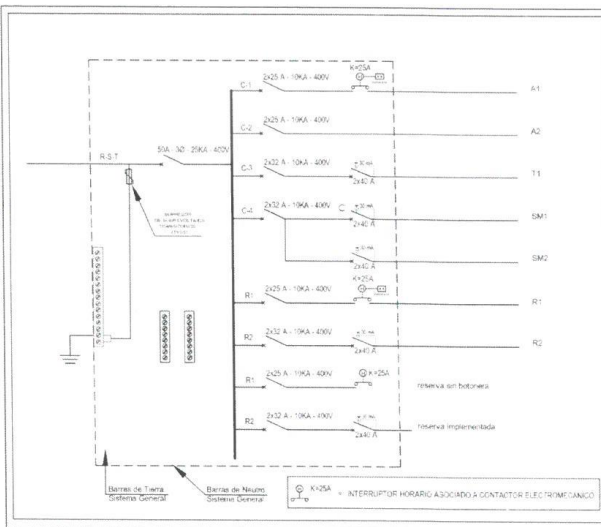 K=25A
C-1
2x25 A - 10KA - 400V
A1
C-2
2x25 A - 10KA - 400V
A2
R-S-T
50A - 3Ø - 25KA - 400V
C-3
2x32 A - 10KA - 400V
2x40 A
T1
C-4
2x32 A - 10KA - 400V
C
2x40 A
SM1
2x40 A
SM2
K=25A
R1
2x25 A - 10KA - 400V
R1
R2
2x32 A - 10KA - 400V
2x40 A
R2
R1
2x25 A - 10KA - 400V
K=25A
reserva sin botonera
R2
2x32 A - 10KA - 400V
2x40 A
reserva implementada
Barras de Tierra
Sistema General
Barras de Neutro
Sistema General
K=25A
= INTERRUPTOR HORARIO ASOCIADO A CONTACTOR ELECTROMECANICO